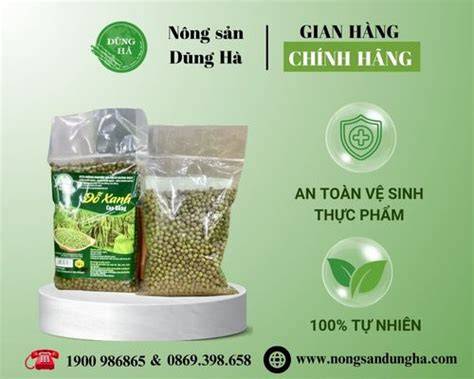 DŨNG
HÀ
Nông sản
Dũng Hà
GIAN HÀNG
CHÍNH HÃNG
Đỗ Xanh
AN TOÀN VỆ SINH
THỰC PHẨM
100% TỰ NHIÊN
1900 986865 & 0869.398.658
www.nongsandungha.com